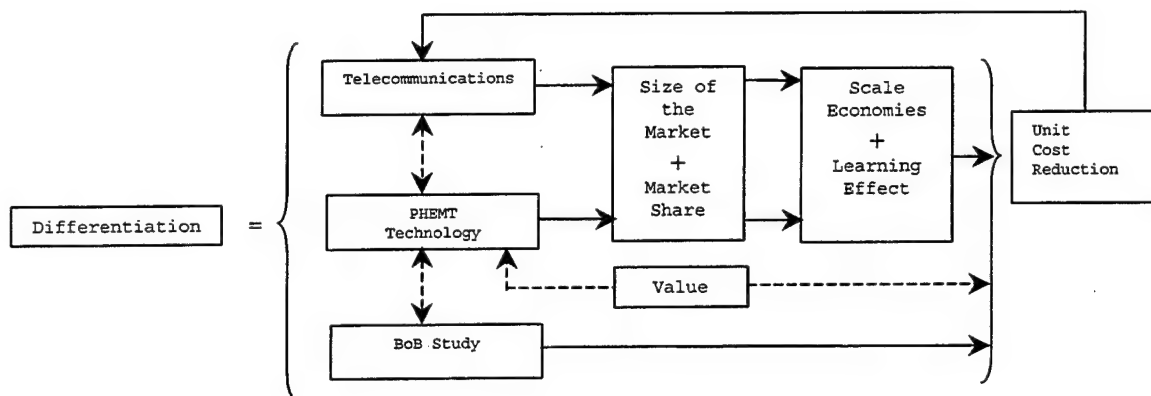 Telecommunications
Size of
the
Market
+
Market
Share
Scale
Economies
+
Learning
Effect
Unit
Cost
Reduction
Differentiation
=
PHEMT
Technology
Value
BoB Study